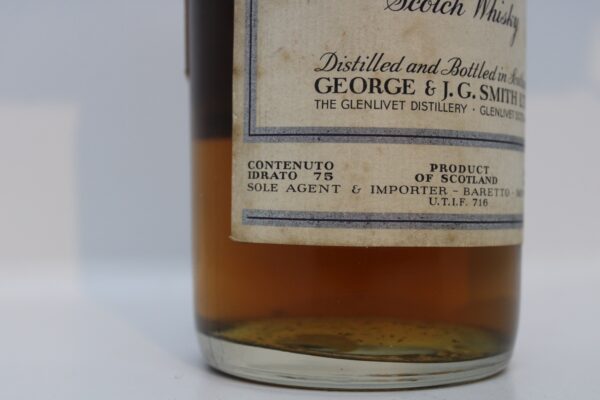 Scotch Whisky
Distilled and Bottled in
GEORGE & J. G. SMITH
THE GLENLIVET DISTILLERY · GLENLIVET
CONTENUTO
IDRATO 75
PRODUCT
OF SCOTLAND
SOLE AGENT & IMPORTER - BARETTO -
U.T.I.F. 716